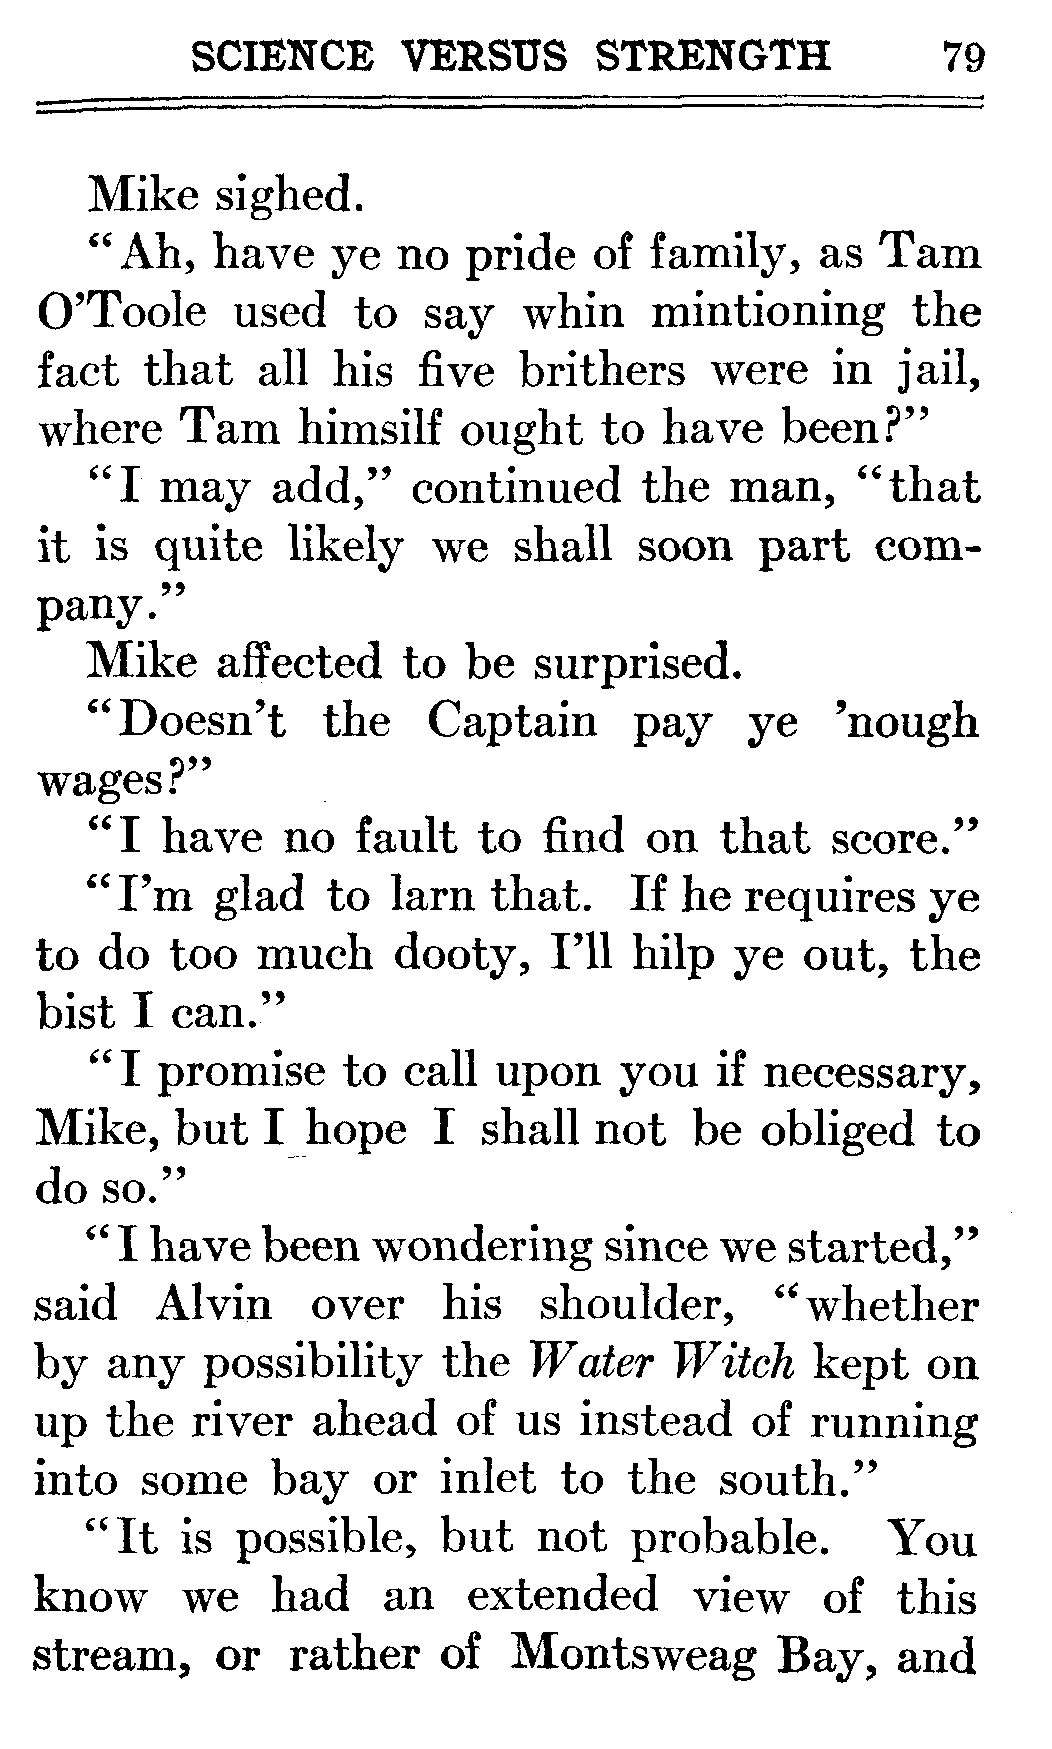 SCIENCE VERSUS STRENGTH 79
Mike sighed.
“Ah, have ye no pride of family, as Tam
O’Toole used to say whin mintioning the
fact that all his five brithers were in jail,
where Tam himsilf ought to have been?”
“I may add,” continued the man, “that
it is quite likely we shall soon part com-
pany.”
Mike affected to be surprised.
“Doesn’t the Captain pay ye ’nough
wages?”
“I have no fault to find on that score.”
“I’m glad to larn that. If he requires ye
to do too much dooty, I’ll hilp ye out, the
bist I can.”
“I promise to call upon you if necessary,
Mike, but I hope I shall not be obliged to
do so.”
“I have been wondering since we started,”
said Alvin over his shoulder, “whether
by any possibility the Water Witch kept on
up the river ahead of us instead of running
into some bay or inlet to the south.”
“It is possible, but not probable. You
know we had an extended view of this
stream, or rather of Montsweag Bay, and